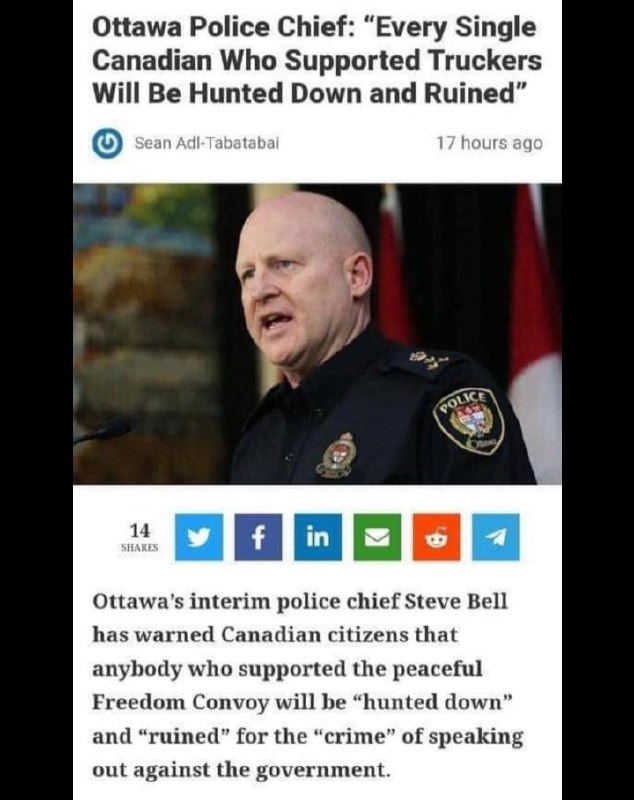 Ottawa Police Chief: “Every Single
Canadian Who Supported Truckers
Will Be Hunted Down and Ruined”
Sean Adl-Tabatabai
17 hours ago
POLICE
Ottawa
14
SHARES
f
in
Ottawa’s interim police chief Steve Bell
has warned Canadian citizens that
anybody who supported the peaceful
Freedom Convoy will be “hunted down”
and “ruined” for the “crime” of speaking
out against the government.